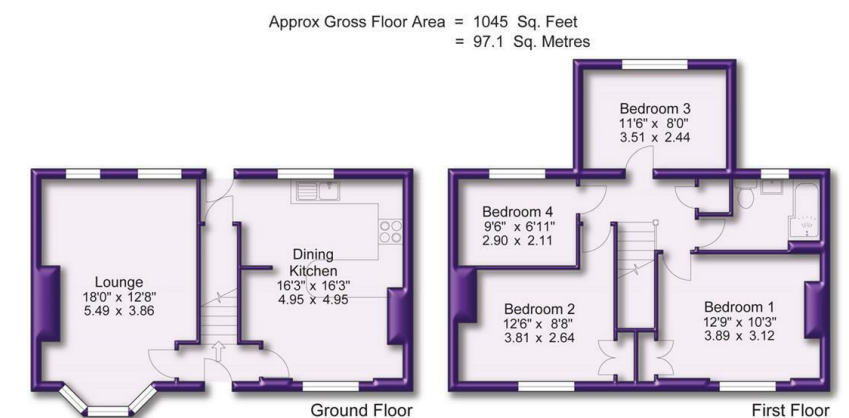 Approx Gross Floor Area = 1045 Sq. Feet
= 97.1 Sq. Metres
Bedroom 3
11'6" x 8'0"
3.51 x 2.44
Lounge
18'0" x 12'8"
5.49 x 3.86
Dining
Kitchen
16'3" x 16'3"
4.95 x 4.95
Bedroom 4
9'6" x 6'11"
2.90 x 2.11
Bedroom 2
12'6" x 8'8"
3.81 x 2.64
Bedroom 1
12'9" x 10'3"
3.89 x 3.12
Ground Floor
First Floor